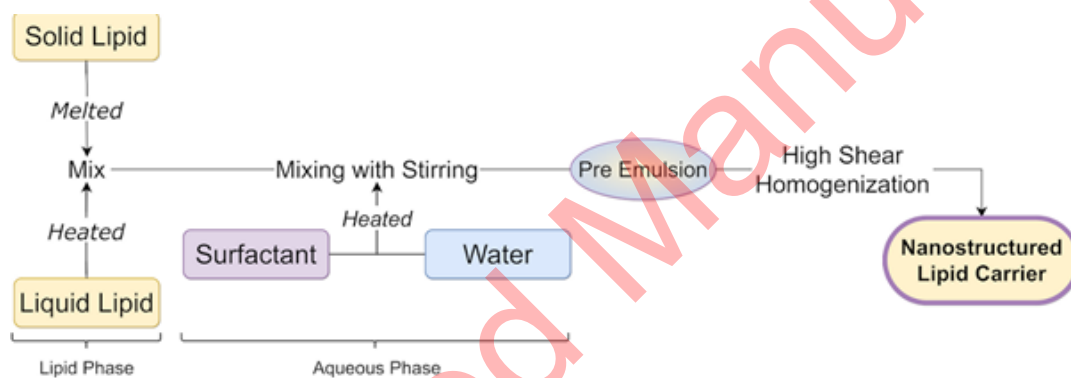 Solid Lipid
Melted
Mix
Heated
Liquid Lipid
Lipid Phase
Mixing with Stirring
Heated
Surfactant
Water
Aqueous Phase
Pre Emulsion
High Shear
Homogenization
Nanostructured
Lipid Carrier